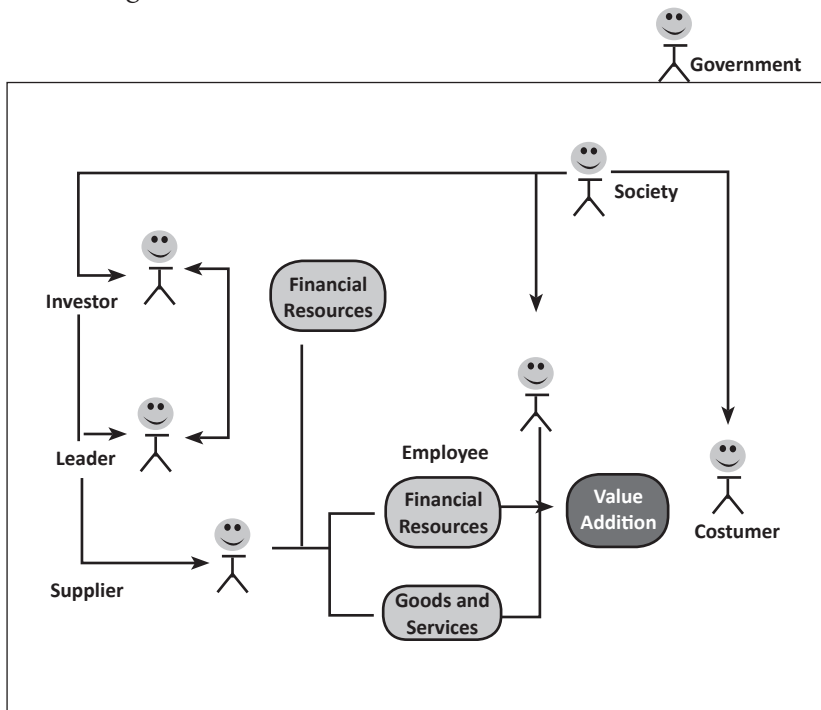 Government
Society
Investor
Financial
Resources
Leader
Employee
Financial
Resources
Value
Addition
Costumer
Supplier
Goods and
Services